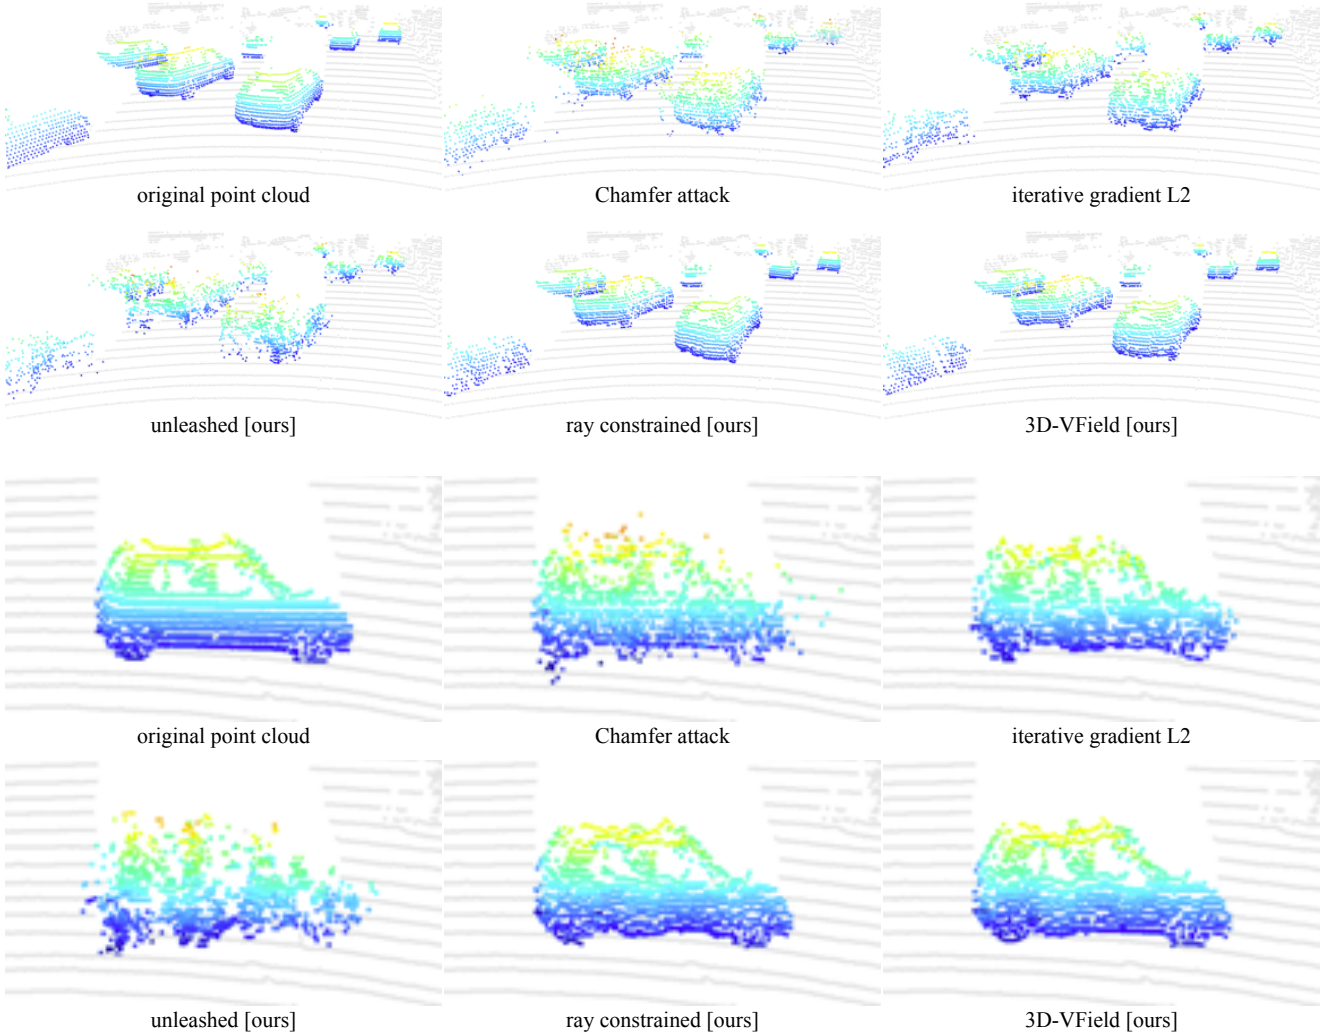 original point cloud
Chamfer attack
iterative gradient L2
unleashed [ours]
ray constrained [ours]
3D-VField [ours]
original point cloud
Chamfer attack
iterative gradient L2
unleashed [ours]
ray constrained [ours]
3D-VField [ours]